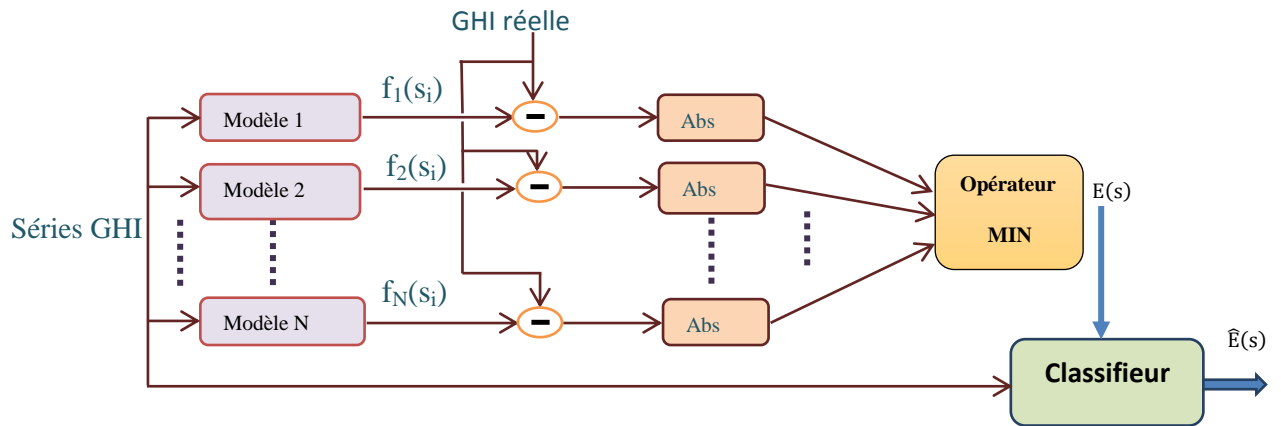 GHI réelle
f₁(sᵢ)
Modèle 1
-
Abs
f₂(sᵢ)
Modèle 2
-
Abs
Opérateur
MIN
E(s)
Séries GHI
f_N(sᵢ)
Modèle N
-
Abs
Classifieur
Ê(s)